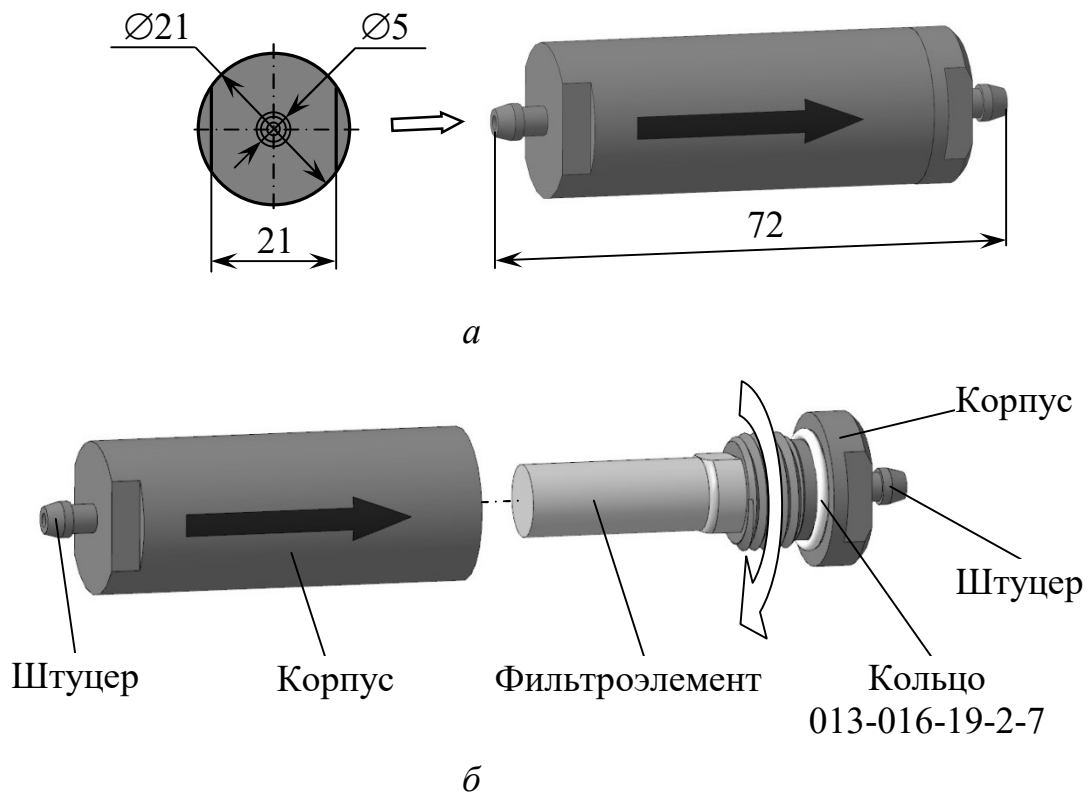 ∅21
∅5
21
72
а
Корпус
Штуцер
Штуцер
Корпус
Фильтроэлемент
Кольцо
013-016-19-2-7
б